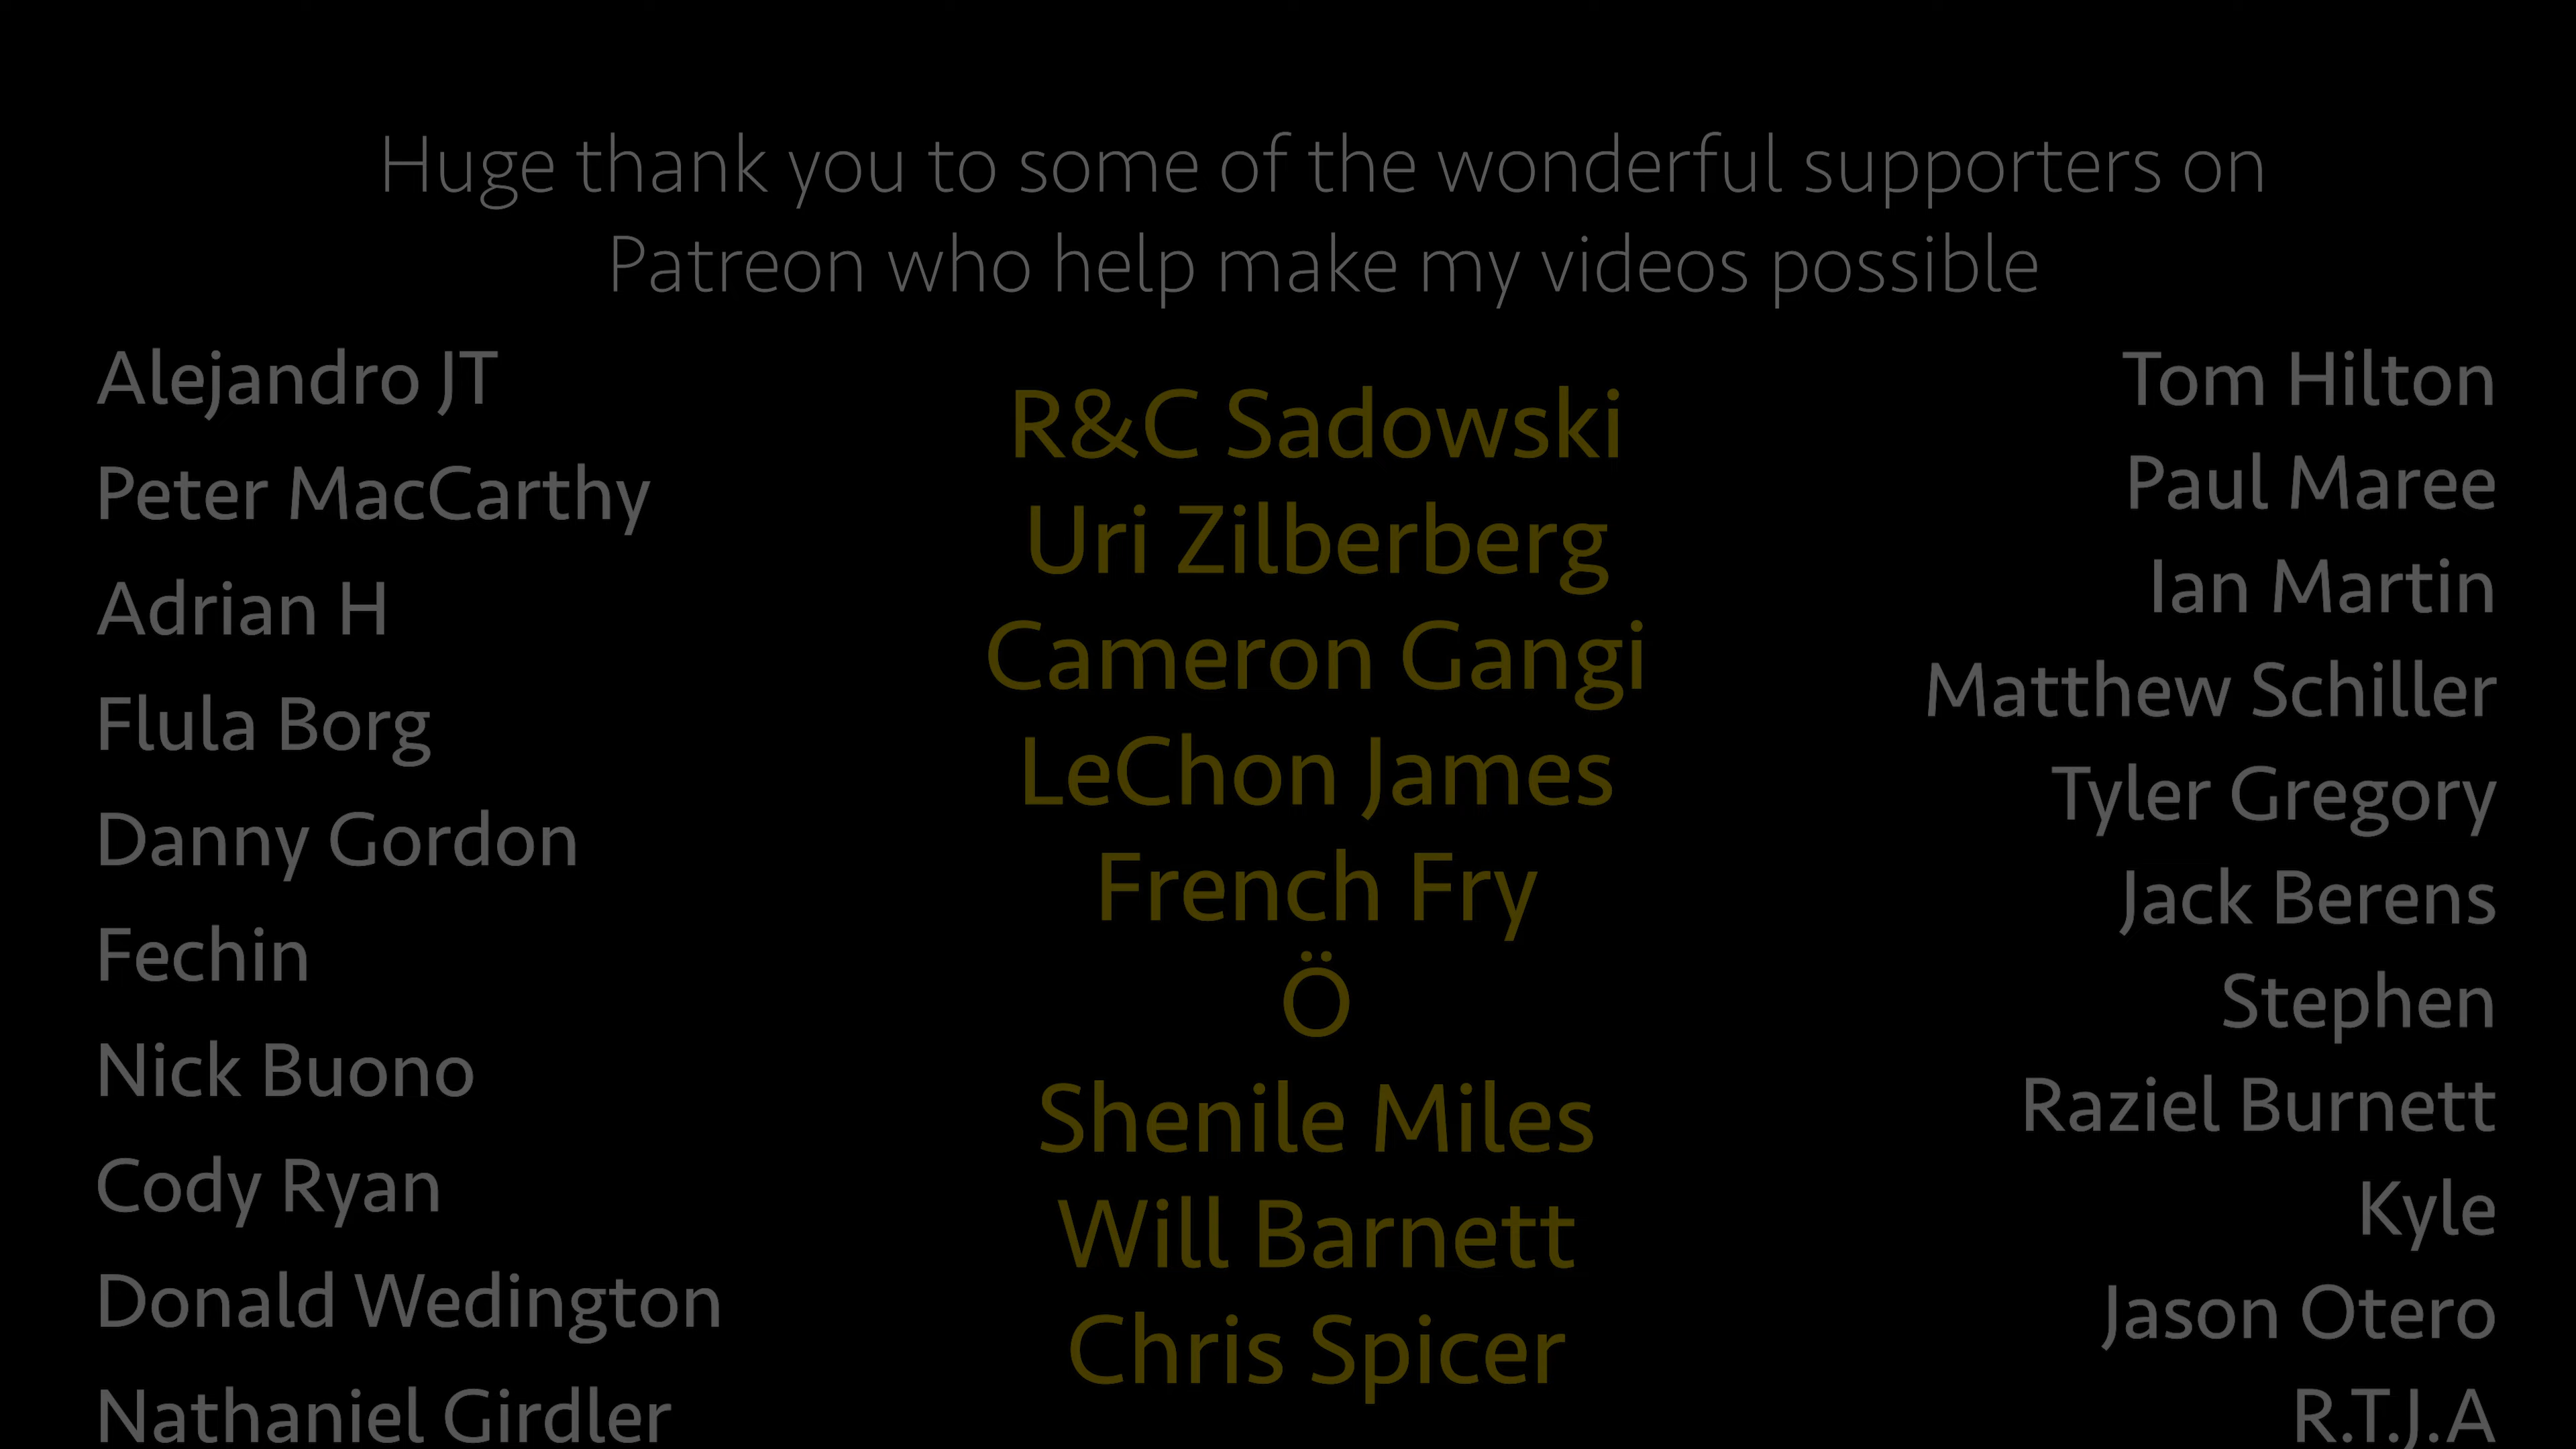 Huge thank you to some of the wonderful supporters on
Patreon who help make my videos possible
Alejandro JT
Peter MacCarthy
Adrian H
Flula Borg
Danny Gordon
Fechin
Nick Buono
Cody Ryan
Donald Wedington
Nathaniel Girdler
R&C Sadowski
Uri Zilberberg
Cameron Gangi
LeChon James
French Fry
Ö
Shenile Miles
Will Barnett
Chris Spicer
Tom Hilton
Paul Maree
Ian Martin
Matthew Schiller
Tyler Gregory
Jack Berens
Stephen
Raziel Burnett
Kyle
Jason Otero
R.T.J.A